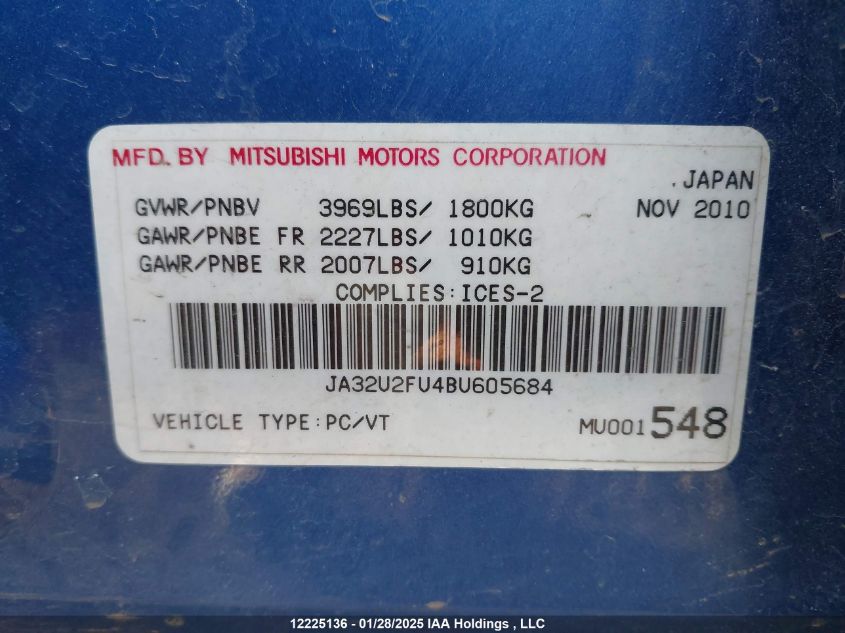 MFD. BY MITSUBISHI MOTORS CORPORATION
JAPAN
GVWR/PNBV 3969LBS/ 1800KG NOV 2010
GAWR/PNBE FR 2227LBS/ 1010KG
GAWR/PNBE RR 2007LBS/ 910KG
COMPLIES:ICES-2
JA32U2FU4BU605684
VEHICLE TYPE:PC/VT MU001548
12225136 - 01/28/2025 IAA Holdings , LLC